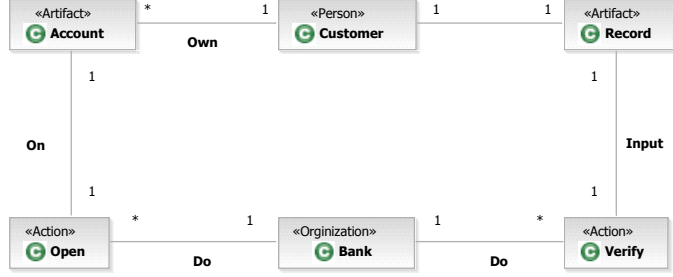 «Artifact»
Account
*
1
Own
«Person»
Customer
1
1
«Artifact»
Record
1
1
On
Input
1
1
«Action»
Open
*
1
Do
«Orginization»
Bank
1
*
Do
«Action»
Verify